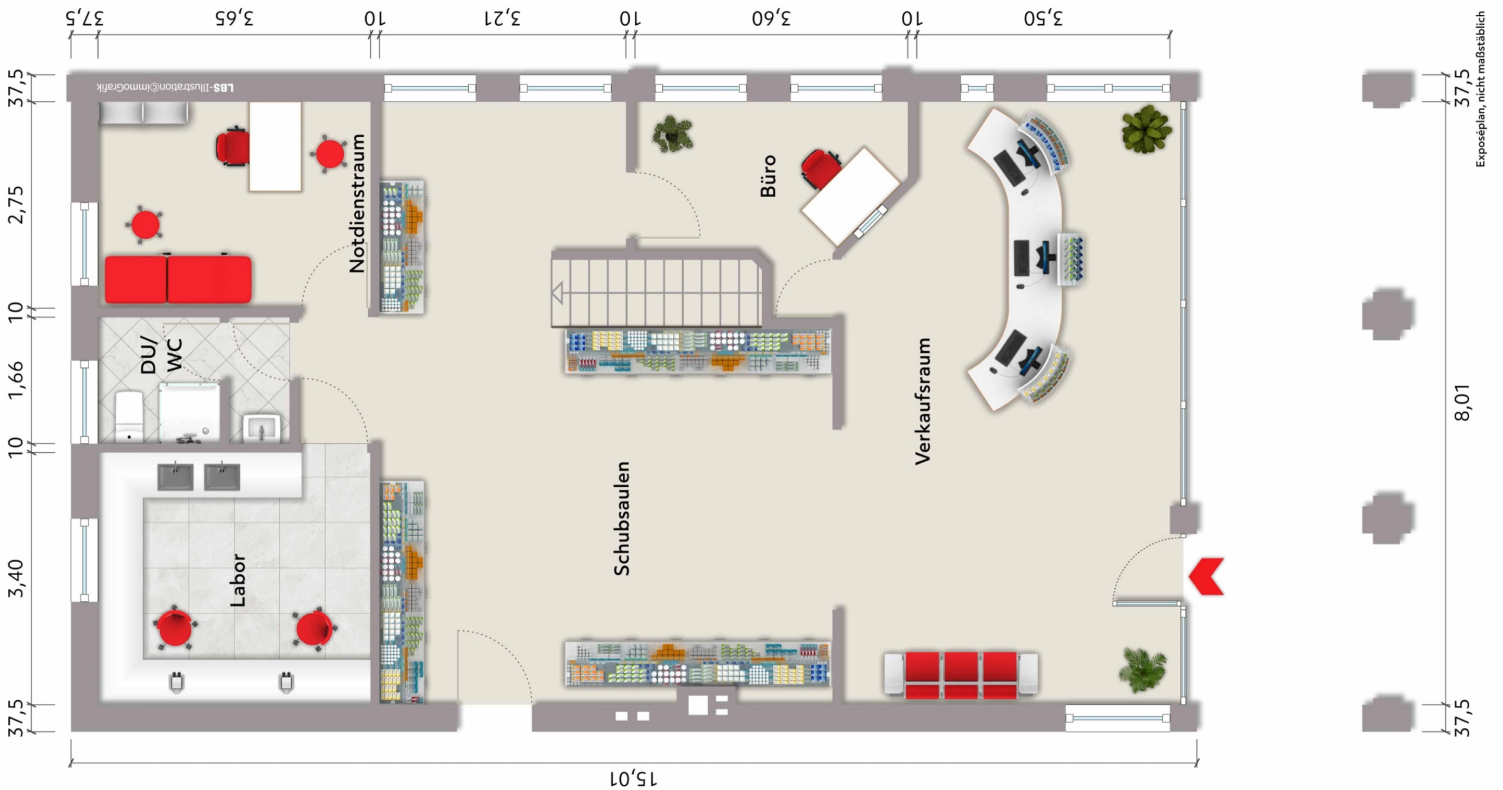 37,5
3,65
10
3,21
10
3,60
10
3,50
LBS-Illustration@immoGrafik
37,5
2,75
10
1,66
10
3,40
37,5
Notdienstraum
DU/
WC
Labor
Büro
Schubsaulen
Verkaufsraum
37,5
8,01
37,5
15,01
Exposéplan, nicht maßstäblich